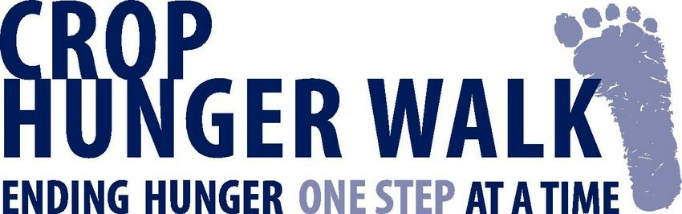 CROP
HUNGER WALK
ENDING HUNGER ONE STEP AT A TIME